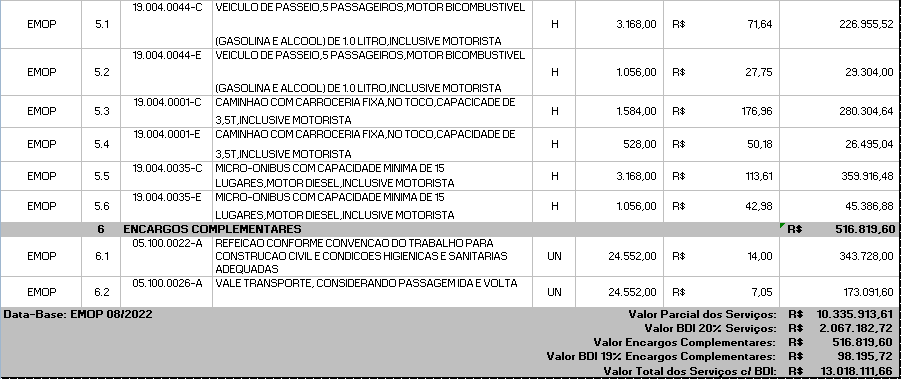 EMOP 5.1 19.004.0044-C VEICULO DE PASSEIO,5 PASSAGEIROS,MOTOR BICOMBUSTIVEL H 3.168,00 R$ 71,64 226.955,52
(GASOLINA E ALCOOL) DE 1.0 LITRO,INCLUSIVE MOTORISTA
EMOP 5.2 19.004.0044-E VEICULO DE PASSEIO,5 PASSAGEIROS,MOTOR BICOMBUSTIVEL H 1.056,00 R$ 27,75 29.304,00
(GASOLINA E ALCOOL) DE 1.0 LITRO,INCLUSIVE MOTORISTA
EMOP 5.3 19.004.0001-C CAMINHAO COM CARROCERIA FIXA,NO TOCO,CAPACICADE DE H 1.584,00 R$ 176,96 280.304,64
3,5T,INCLUSIVE MOTORISTA
EMOP 5.4 19.004.0001-E CAMINHAO COM CARROCERIA FIXA,NO TOCO,CAPACIDADE DE H 528,00 R$ 50,18 26.495,04
3,5T,INCLUSIVE MOTORISTA
EMOP 5.5 19.004.0035-C MICRO-ONIBUS COM CAPACIDADE MINIMA DE 15 H 3.168,00 R$ 113,61 359.916,48
LUGARES,MOTOR DIESEL,INCLUSIVE MOTORISTA
EMOP 5.6 19.004.0035-E MICRO-ONIBUS COM CAPACIDADE MINIMA DE 15 H 1.056,00 R$ 42,98 45.386,88
LUGARES,MOTOR DIESEL,INCLUSIVE MOTORISTA
6 ENCARGOS COMPLEMENTARES R$ 516.819,60
EMOP 6.1 05.100.0022-A REFEICAO CONFORME CONVENCAO DO TRABALHO PARA UN 24.552,00 R$ 14,00 343.728,00
CONSTRUCAO CIVIL E CONDICOES HIGIENICAS E SANITARIAS
ADEQUADAS
EMOP 6.2 05.100.0026-A VALE TRANSPORTE, CONSIDERANDO PASSAGEM IDA E VOLTA UN 24.552,00 R$ 7,05 173.091,60
Data-Base: EMOP 08/2022 Valor Parcial dos Serviços: R$ 10.335.913,61
Valor BDI 20% Serviços: R$ 2.067.182,72
Valor Encargos Complementares: R$ 516.819,60
Valor BDI 19% Encargos Complementares: R$ 98.195,72
Valor Total dos Serviços c/ BDI: R$ 13.018.111,66